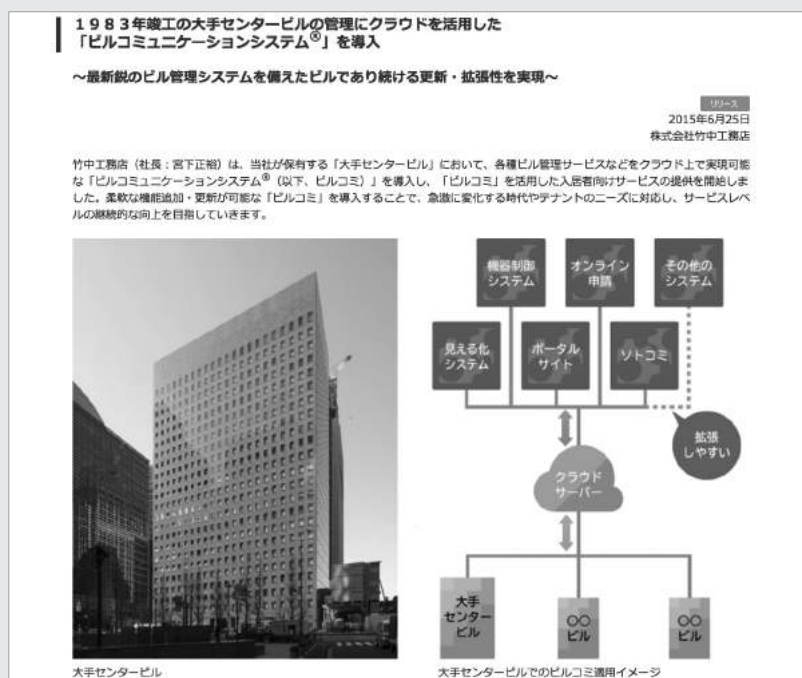 1983年竣工の大手センタービルの管理にクラウドを活用した
「ビルコミュニケーションシステム®」を導入
～最新鋭のビル管理システムを備えたビルであり続ける更新・拡張性を実現～
リリース
2015年6月25日
株式会社竹中工務店
竹中工務店（社長：宮下正裕）は、当社が保有する「大手センタービル」において、各種ビル管理サービスなどをクラウド上で実現可能
な「ビルコミュニケーションシステム®（以下、ビルコミ）」を導入し、「ビルコミ」を活用した入居者向けサービスの提供を開始しま
した。柔軟な機能追加・更新が可能な「ビルコミ」を導入することで、急激に変化する時代やテナントのニーズに対応し、サービスレベ
ルの継続的な向上を目指していきます。
機器制御
システム
オンライン
申請
その他の
システム
見える化
システム
ポータル
サイト
ソトコミ
拡張
しやすい
クラウド
サーバー
大手
センター
ビル
○○
ビル
○○
ビル
大手センタービル
大手センタービルでのビルコミ適用イメージ